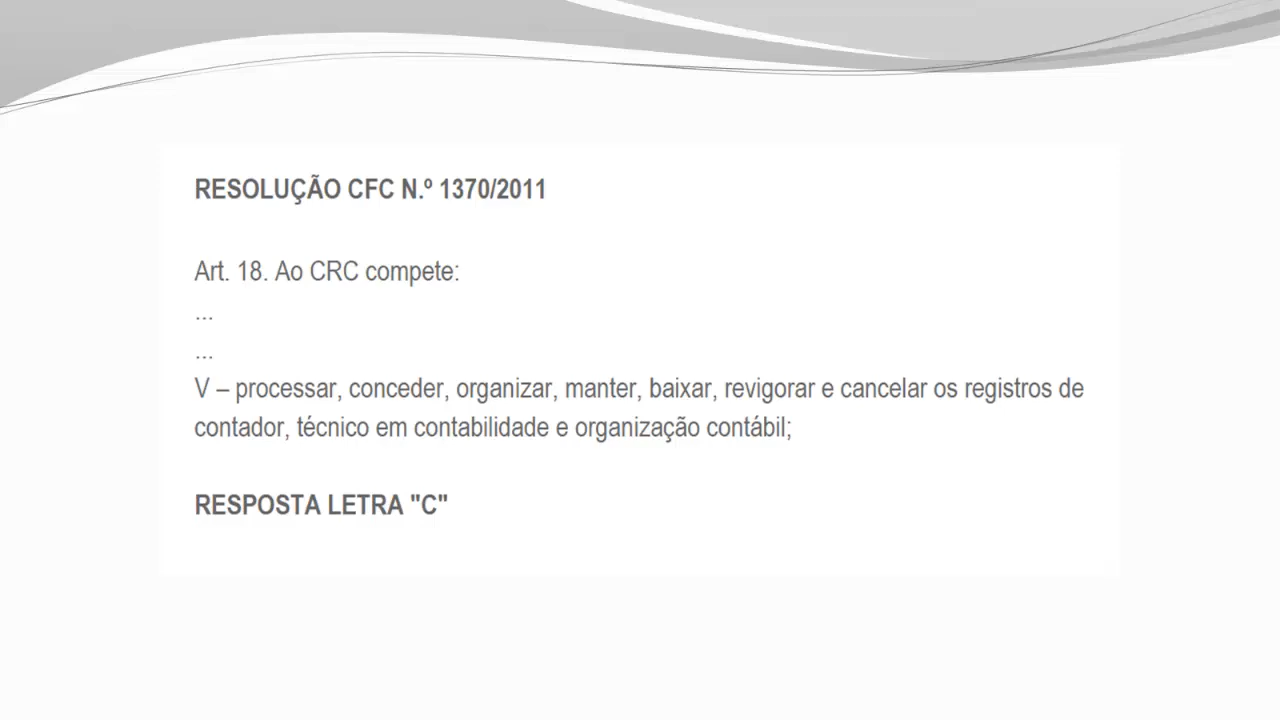 RESOLUÇÃO CFC N.º 1370/2011
Art. 18. Ao CRC compete:
...
...
V – processar, conceder, organizar, manter, baixar, revigorar e cancelar os registros de
contador, técnico em contabilidade e organização contábil;
RESPOSTA LETRA "C"